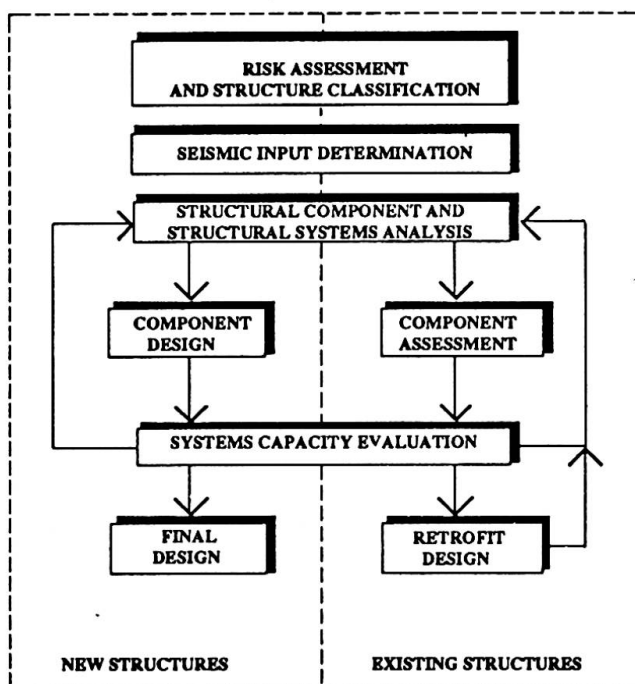 RISK ASSESSMENT
AND STRUCTURE CLASSIFICATION
SEISMIC INPUT DETERMINATION
STRUCTURAL COMPONENT AND
STRUCTURAL SYSTEMS ANALYSIS
COMPONENT
DESIGN
COMPONENT
ASSESSMENT
SYSTEMS CAPACITY EVALUATION
FINAL
DESIGN
RETROFIT
DESIGN
NEW STRUCTURES
EXISTING STRUCTURES